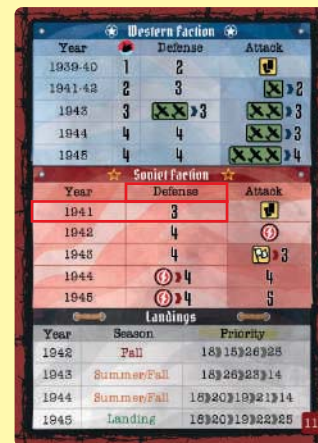 Western Faction
Year Defense Attack
1939-40 1 2
1941-42 2 3 2
1943 3 3 3
1944 4 4 3
1945 4 4 4
Soviet Faction
Year Defense Attack
1941 3
1942 4
1943 4 3
1944 4 4
1945 4 5
Landings
Year Season Priority
1942 Fall 18 15 26 25
1943 Summer/Fall 18 26 23 14
1944 Summer/Fall 18 20 19 21 14
1945 Landing 18 20 19 22 25
11